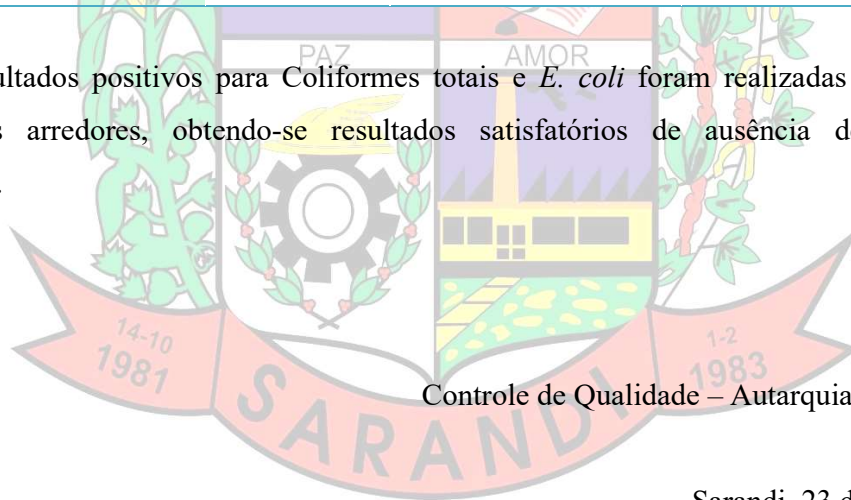 PAZ AMOR
ultados positivos para Coliformes totais e E. coli foram realizadas
s arredores, obtendo-se resultados satisfatórios de ausência de
14-10 1-2
1981 1983
Controle de Qualidade – Autarquia
SARANDI
Sarandi, 23 d